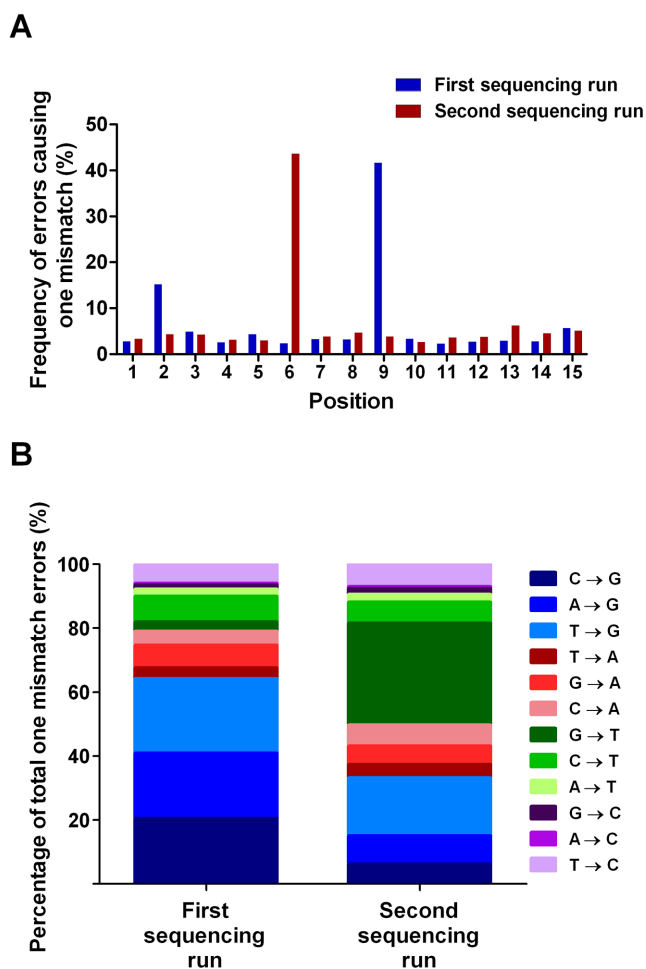 A
First sequencing run
Second sequencing run
Frequency of errors causing
one mismatch (%)
50
40
30
20
10
0
1 2 3 4 5 6 7 8 9 10 11 12 13 14 15
Position
B
Percentage of total one mismatch errors (%)
100
80
60
40
20
C → G
A → G
T → G
T → A
G → A
C → A
G → T
C → T
A → T
G → C
A → C
T → C
First
sequencing
run
Second
sequencing
run